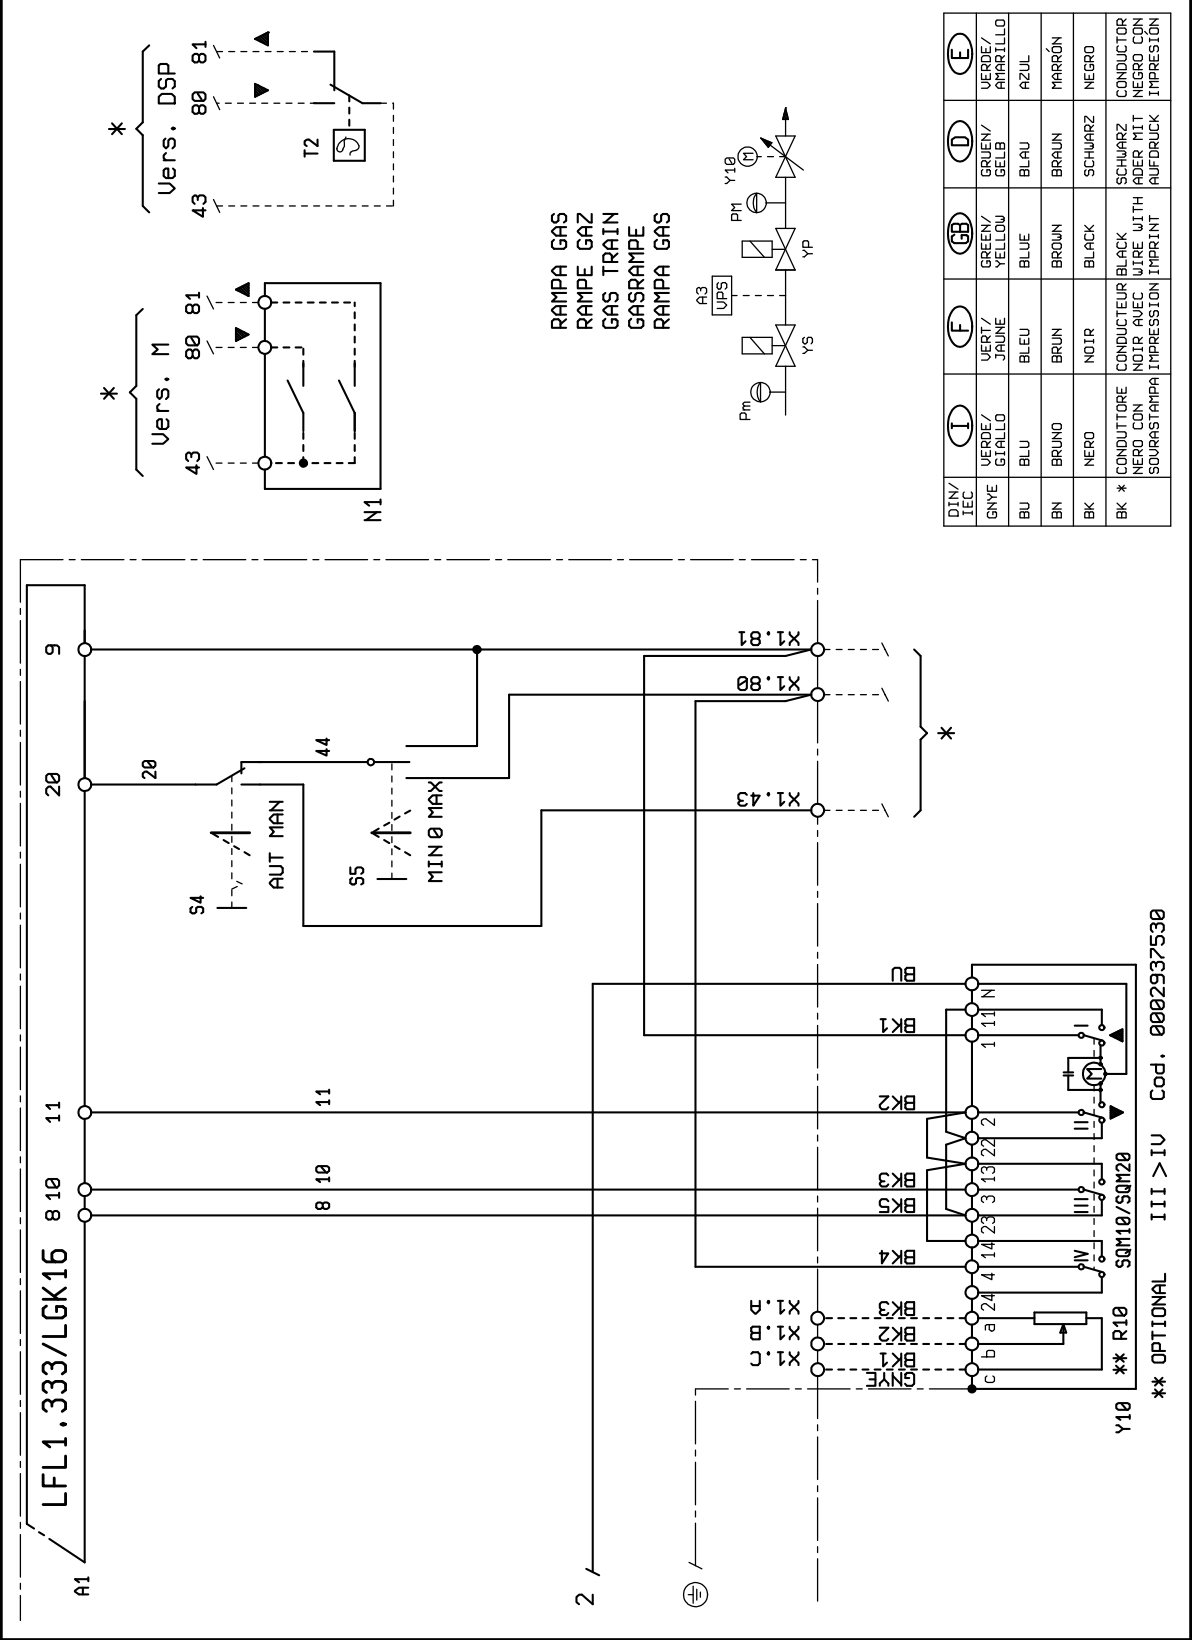 LFL1.333/LGK16
A1
8
10
11
20
9
8
10
11
20
44
S4
AUT MAN
S5
MIN 0 MAX
2
X1.C
X1.B
X1.A
X1.43
X1.80
X1.81
*
GNYE
BK1
BK2
BK3
BK4
BK5
BK3
BK2
BK1
BU
c
b
a
24
4
14
23
3
13
22
2
1
11
N
IV
III
II
I
M
Y10
** R10
SQM10/SQM20
** OPTIONAL
III > IV
Cod. 0002937530
*
Vers. M
43
80
81
N1
*
Vers. DSP
43
80
81
T2
RAMPA GAS
RAMPE GAZ
GAS TRAIN
GASRAMPE
RAMPA GAS
Pm
YS
A3
VPS
YP
PM
Y10
M
DIN/
IEC
I
F
GB
D
E
GNYE
VERDE/
GIALLO
VERT/
JAUNE
GREEN/
YELLOW
GRUEN/
GELB
VERDE/
AMARILLO
BU
BLU
BLEU
BLUE
BLAU
AZUL
BN
BRUNO
BRUN
BROWN
BRAUN
MARRÓN
BK
NERO
NOIR
BLACK
SCHWARZ
NEGRO
BK *
CONDUTTORE
NERO CON
SOVRASTAMPA
CONDUCTEUR
NOIR AVEC
IMPRESSION
BLACK
WIRE WITH
IMPRINT
SCHWARZ
ADER MIT
AUFDRUCK
CONDUCTOR
NEGRO CON
IMPRESIÓN